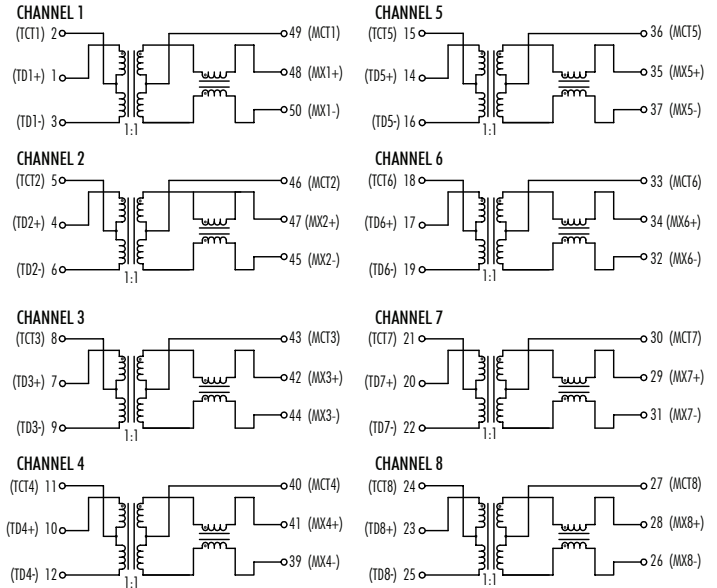 CHANNEL 1
(TCT1) 2
49 (MCT1)
(TD1+) 1
48 (MX1+)
(TD1-) 3
50 (MX1-)
1:1
CHANNEL 5
(TCT5) 15
36 (MCT5)
(TD5+) 14
35 (MX5+)
(TD5-) 16
37 (MX5-)
1:1
CHANNEL 2
(TCT2) 5
46 (MCT2)
(TD2+) 4
47 (MX2+)
(TD2-) 6
45 (MX2-)
1:1
CHANNEL 6
(TCT6) 18
33 (MCT6)
(TD6+) 17
34 (MX6+)
(TD6-) 19
32 (MX6-)
1:1
CHANNEL 3
(TCT3) 8
43 (MCT3)
(TD3+) 7
42 (MX3+)
(TD3-) 9
44 (MX3-)
1:1
CHANNEL 7
(TCT7) 21
30 (MCT7)
(TD7+) 20
29 (MX7+)
(TD7-) 22
31 (MX7-)
1:1
CHANNEL 4
(TCT4) 11
40 (MCT4)
(TD4+) 10
41 (MX4+)
(TD4- 12
39 (MX4-)
1:1
CHANNEL 8
(TCT8) 24
27 (MCT8)
(TD8+) 23
28 (MX8+)
(TD8-) 25
26 (MX8-)
1:1